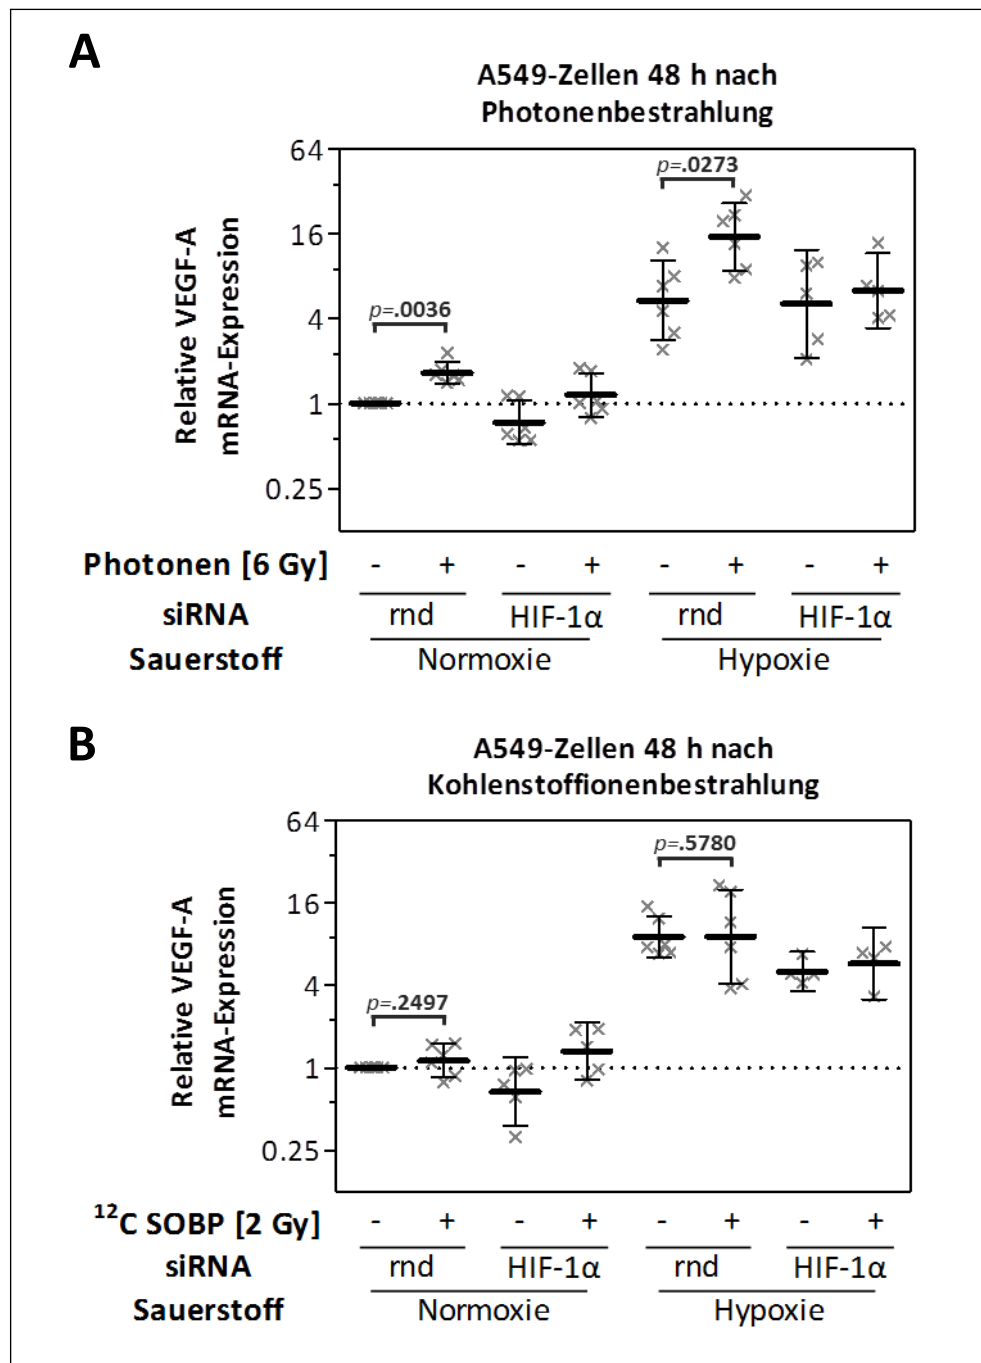 A
A549-Zellen 48 h nach
Photonenbestrahlung
Relative VEGF-A
mRNA-Expression
64
16
4
1
0.25
p=.0036
p=.0273
Photonen [6 Gy] - + - + - + - +
siRNA rnd HIF-1α rnd HIF-1α
Sauerstoff Normoxie Hypoxie
B
A549-Zellen 48 h nach
Kohlenstoffionenbestrahlung
Relative VEGF-A
mRNA-Expression
64
16
4
1
0.25
p=.2497
p=.5780
¹²C SOBP [2 Gy] - + - + - + - +
siRNA rnd HIF-1α rnd HIF-1α
Sauerstoff Normoxie Hypoxie